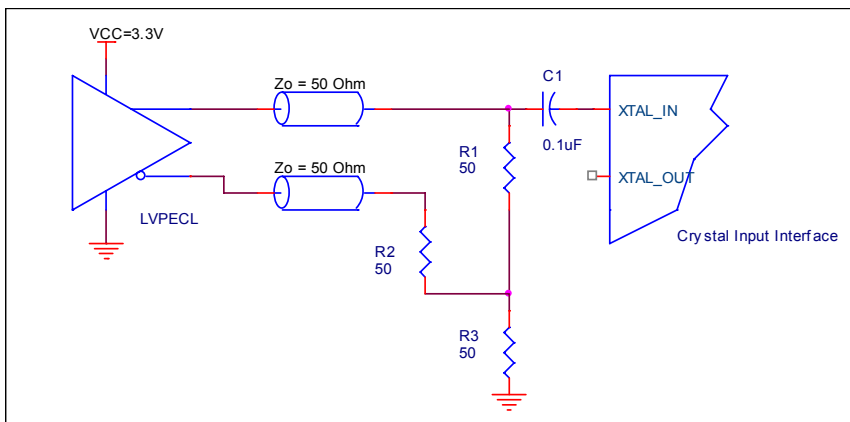 VCC=3.3V
Zo = 50 Ohm
C1
0.1uF
XTAL_IN
R1
50
Zo = 50 Ohm
XTAL_OUT
LVPECL
Crystal Input Interface
R2
50
R3
50